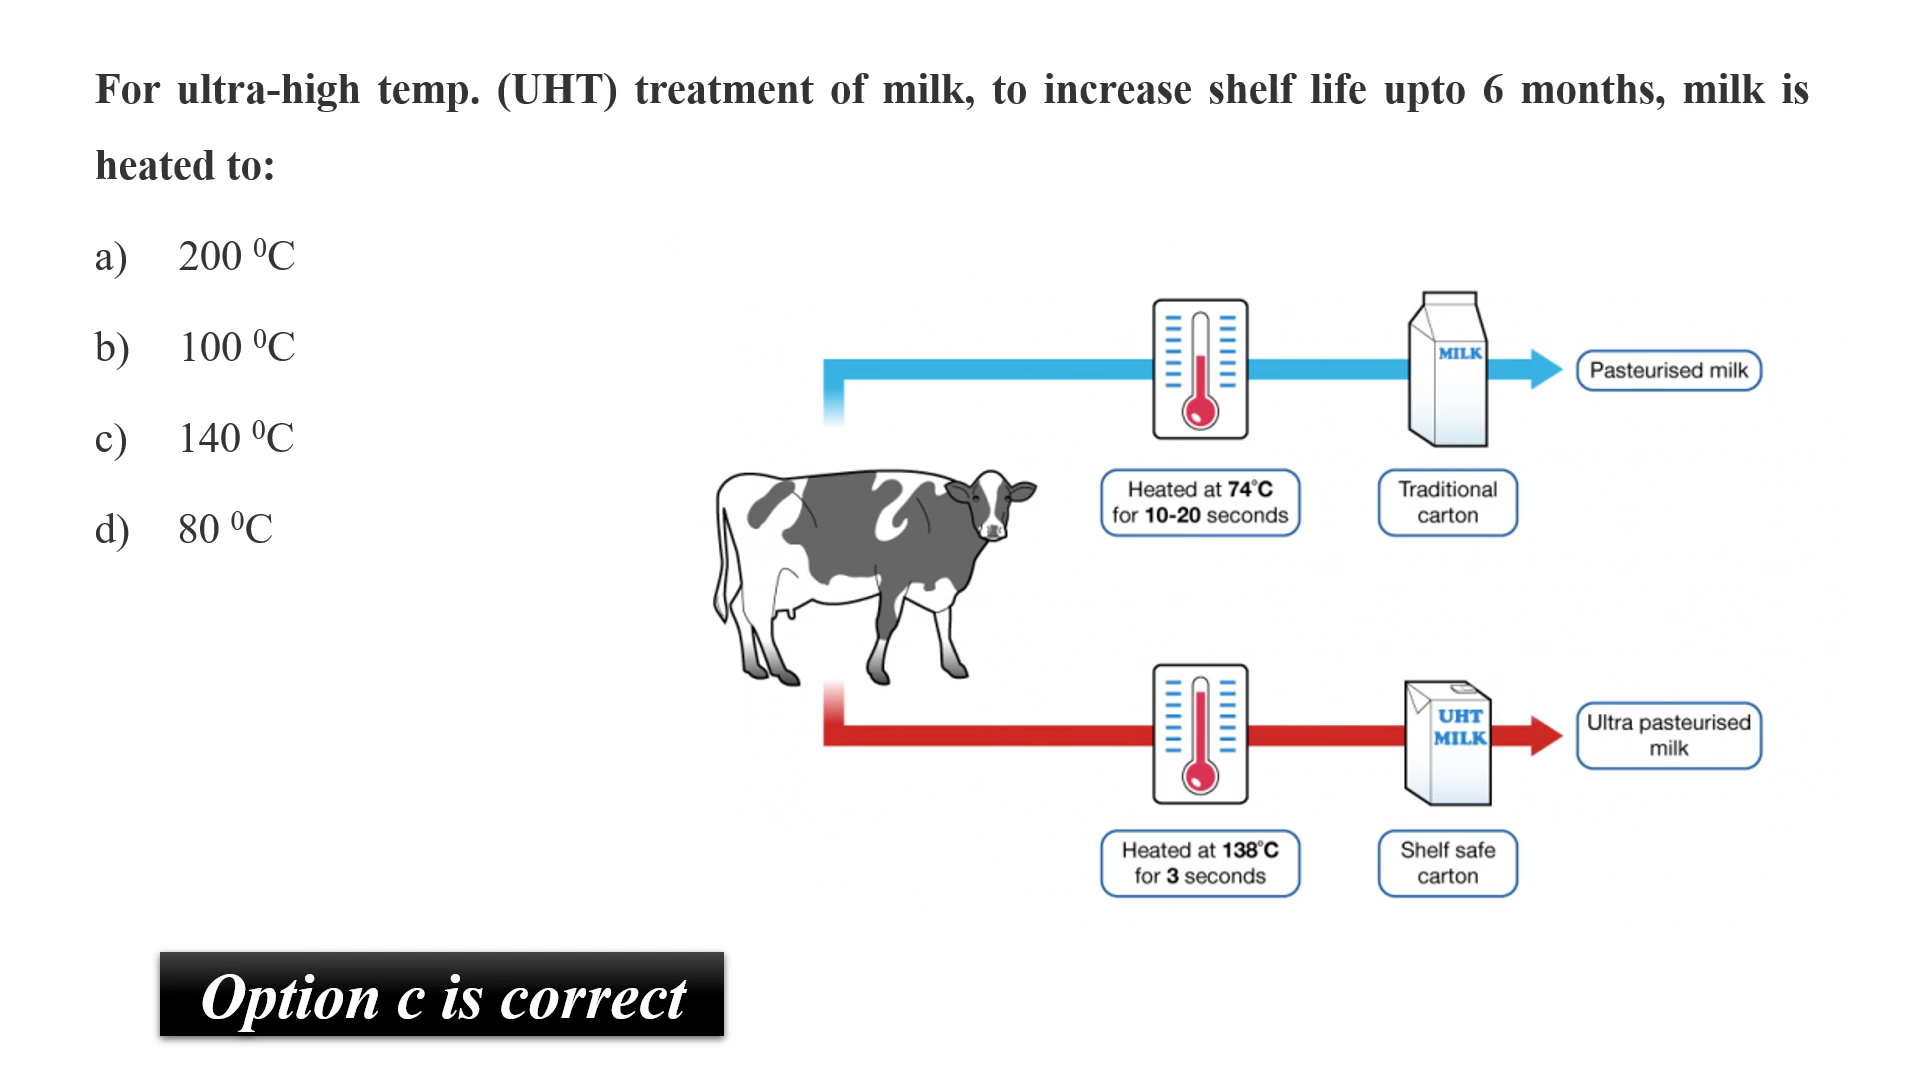 For ultra-high temp. (UHT) treatment of milk, to increase shelf life upto 6 months, milk is
heated to:
a) 200 ⁰C
b) 100 ⁰C
c) 140 ⁰C
d) 80 ⁰C
MILK
Pasteurised milk
Heated at 74°C
for 10-20 seconds
Traditional
carton
UHT
MILK
Ultra pasteurised
milk
Heated at 138°C
for 3 seconds
Shelf safe
carton
Option c is correct